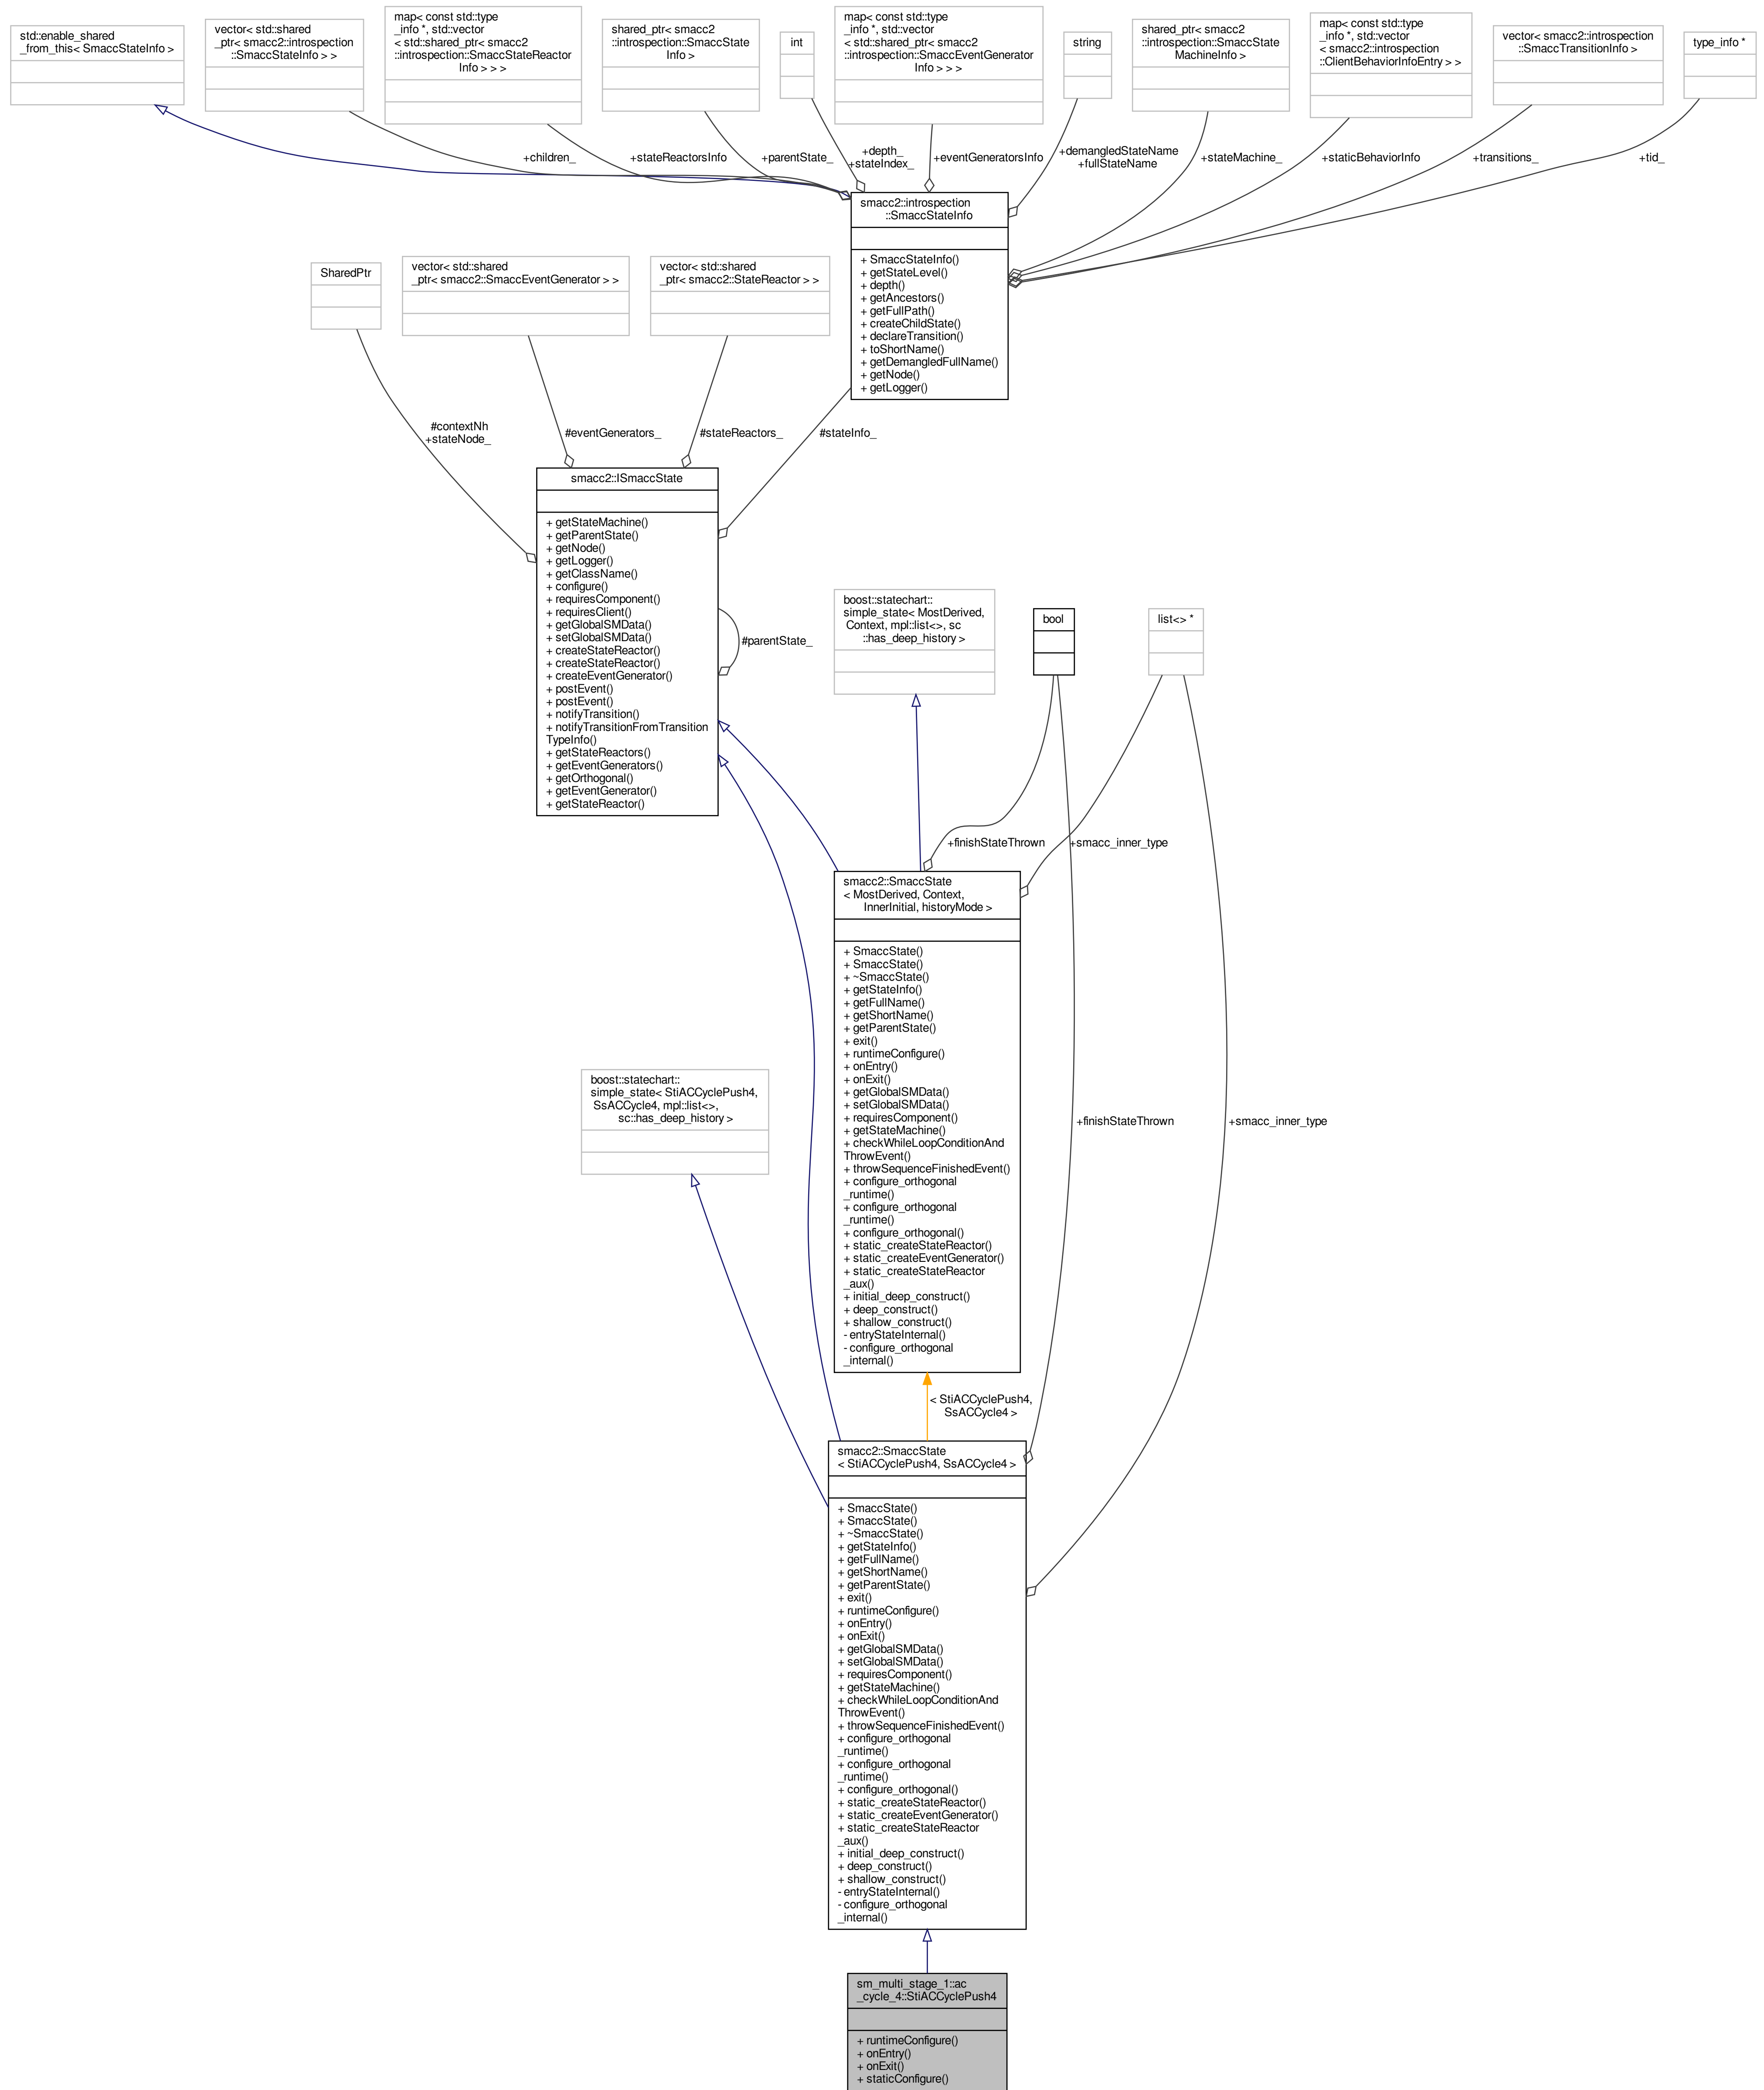 std::enable_shared
_from_this< SmaccStateInfo >
vector< std::shared
_ptr< smacc2::introspection
::SmaccStateInfo > >
map< const std::type
_info *, std::vector
< std::shared_ptr< smacc2
::introspection::SmaccStateReactor
Info > > >
shared_ptr< smacc2
::introspection::SmaccState
Info >
int
map< const std::type
_info *, std::vector
< std::shared_ptr< smacc2
::introspection::SmaccEventGenerator
Info > > >
string
shared_ptr< smacc2
::introspection::SmaccState
MachineInfo >
map< const std::type
_info *, std::vector
< smacc2::introspection
::ClientBehaviorInfoEntry > >
vector< smacc2::introspection
::SmaccTransitionInfo >
type_info *
+children_
+stateReactorsInfo
+parentState_
+depth_
+stateIndex_
+eventGeneratorsInfo
+demangledStateName
+fullStateName
+stateMachine_
+staticBehaviorInfo
+transitions_
+tid_
smacc2::introspection
::SmaccStateInfo
+ SmaccStateInfo()
+ getStateLevel()
+ depth()
+ getAncestors()
+ getFullPath()
+ createChildState()
+ declareTransition()
+ toShortName()
+ getDemangledFullName()
+ getNode()
+ getLogger()
SharedPtr
vector< std::shared
_ptr< smacc2::SmaccEventGenerator > >
vector< std::shared
_ptr< smacc2::StateReactor > >
#contextNh
+stateNode_
#eventGenerators_
#stateReactors_
#stateInfo_
smacc2::ISmaccState
+ getStateMachine()
+ getParentState()
+ getNode()
+ getLogger()
+ getClassName()
+ configure()
+ requiresComponent()
+ requiresClient()
+ getGlobalSMData()
+ setGlobalSMData()
+ createStateReactor()
+ createStateReactor()
+ createEventGenerator()
+ postEvent()
+ postEvent()
+ notifyTransition()
+ notifyTransitionFromTransition
TypeInfo()
+ getStateReactors()
+ getEventGenerators()
+ getOrthogonal()
+ getEventGenerator()
+ getStateReactor()
#parentState_
boost::statechart::
simple_state< MostDerived,
Context, mpl::list<>, sc
::has_deep_history >
bool
list<> *
+finishStateThrown
+smacc_inner_type
smacc2::SmaccState
< MostDerived, Context,
InnerInitial, historyMode >
+ SmaccState()
+ SmaccState()
+ ~SmaccState()
+ getStateInfo()
+ getFullName()
+ getShortName()
+ getParentState()
+ exit()
+ runtimeConfigure()
+ onEntry()
+ onExit()
+ getGlobalSMData()
+ setGlobalSMData()
+ requiresComponent()
+ getStateMachine()
+ checkWhileLoopConditionAnd
ThrowEvent()
+ throwSequenceFinishedEvent()
+ configure_orthogonal
_runtime()
+ configure_orthogonal
_runtime()
+ configure_orthogonal()
+ static_createStateReactor()
+ static_createEventGenerator()
+ static_createStateReactor
_aux()
+ initial_deep_construct()
+ deep_construct()
+ shallow_construct()
- entryStateInternal()
- configure_orthogonal
_internal()
boost::statechart::
simple_state< StiACCyclePush4,
SsACCycle4, mpl::list<>,
sc::has_deep_history >
+finishStateThrown
+smacc_inner_type
< StiACCyclePush4,
SsACCycle4 >
smacc2::SmaccState
< StiACCyclePush4, SsACCycle4 >
+ SmaccState()
+ SmaccState()
+ ~SmaccState()
+ getStateInfo()
+ getFullName()
+ getShortName()
+ getParentState()
+ exit()
+ runtimeConfigure()
+ onEntry()
+ onExit()
+ getGlobalSMData()
+ setGlobalSMData()
+ requiresComponent()
+ getStateMachine()
+ checkWhileLoopConditionAnd
ThrowEvent()
+ throwSequenceFinishedEvent()
+ configure_orthogonal
_runtime()
+ configure_orthogonal
_runtime()
+ configure_orthogonal()
+ static_createStateReactor()
+ static_createEventGenerator()
+ static_createStateReactor
_aux()
+ initial_deep_construct()
+ deep_construct()
+ shallow_construct()
- entryStateInternal()
- configure_orthogonal
_internal()
sm_multi_stage_1::ac
_cycle_4::StiACCyclePush4
+ runtimeConfigure()
+ onEntry()
+ onExit()
+ staticConfigure()